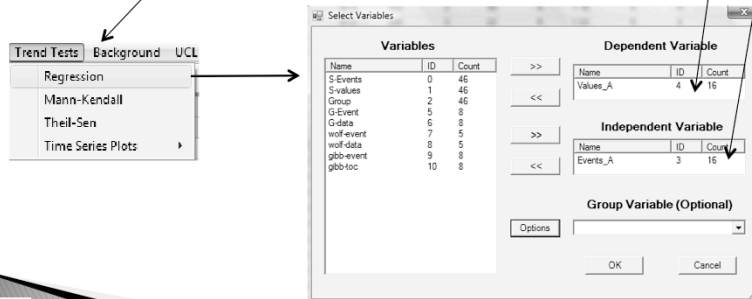 Trend Tests Background UCL
Regression
Mann-Kendall
Theil-Sen
Time Series Plots
Select Variables
Variables
Name ID Count
S-Events 0 46
S-values 1 46
Group 2 46
G-Event 5 8
G-data 6 8
wolf-event 7 5
wolf-data 8 5
gibb-event 9 8
gibb-toc 10 8
>>
<<
>>
<<
Options
Dependent Variable
Name ID Count
Values_A 4 16
Independent Variable
Name ID Count
Events_A 3 16
Group Variable (Optional)
OK Cancel